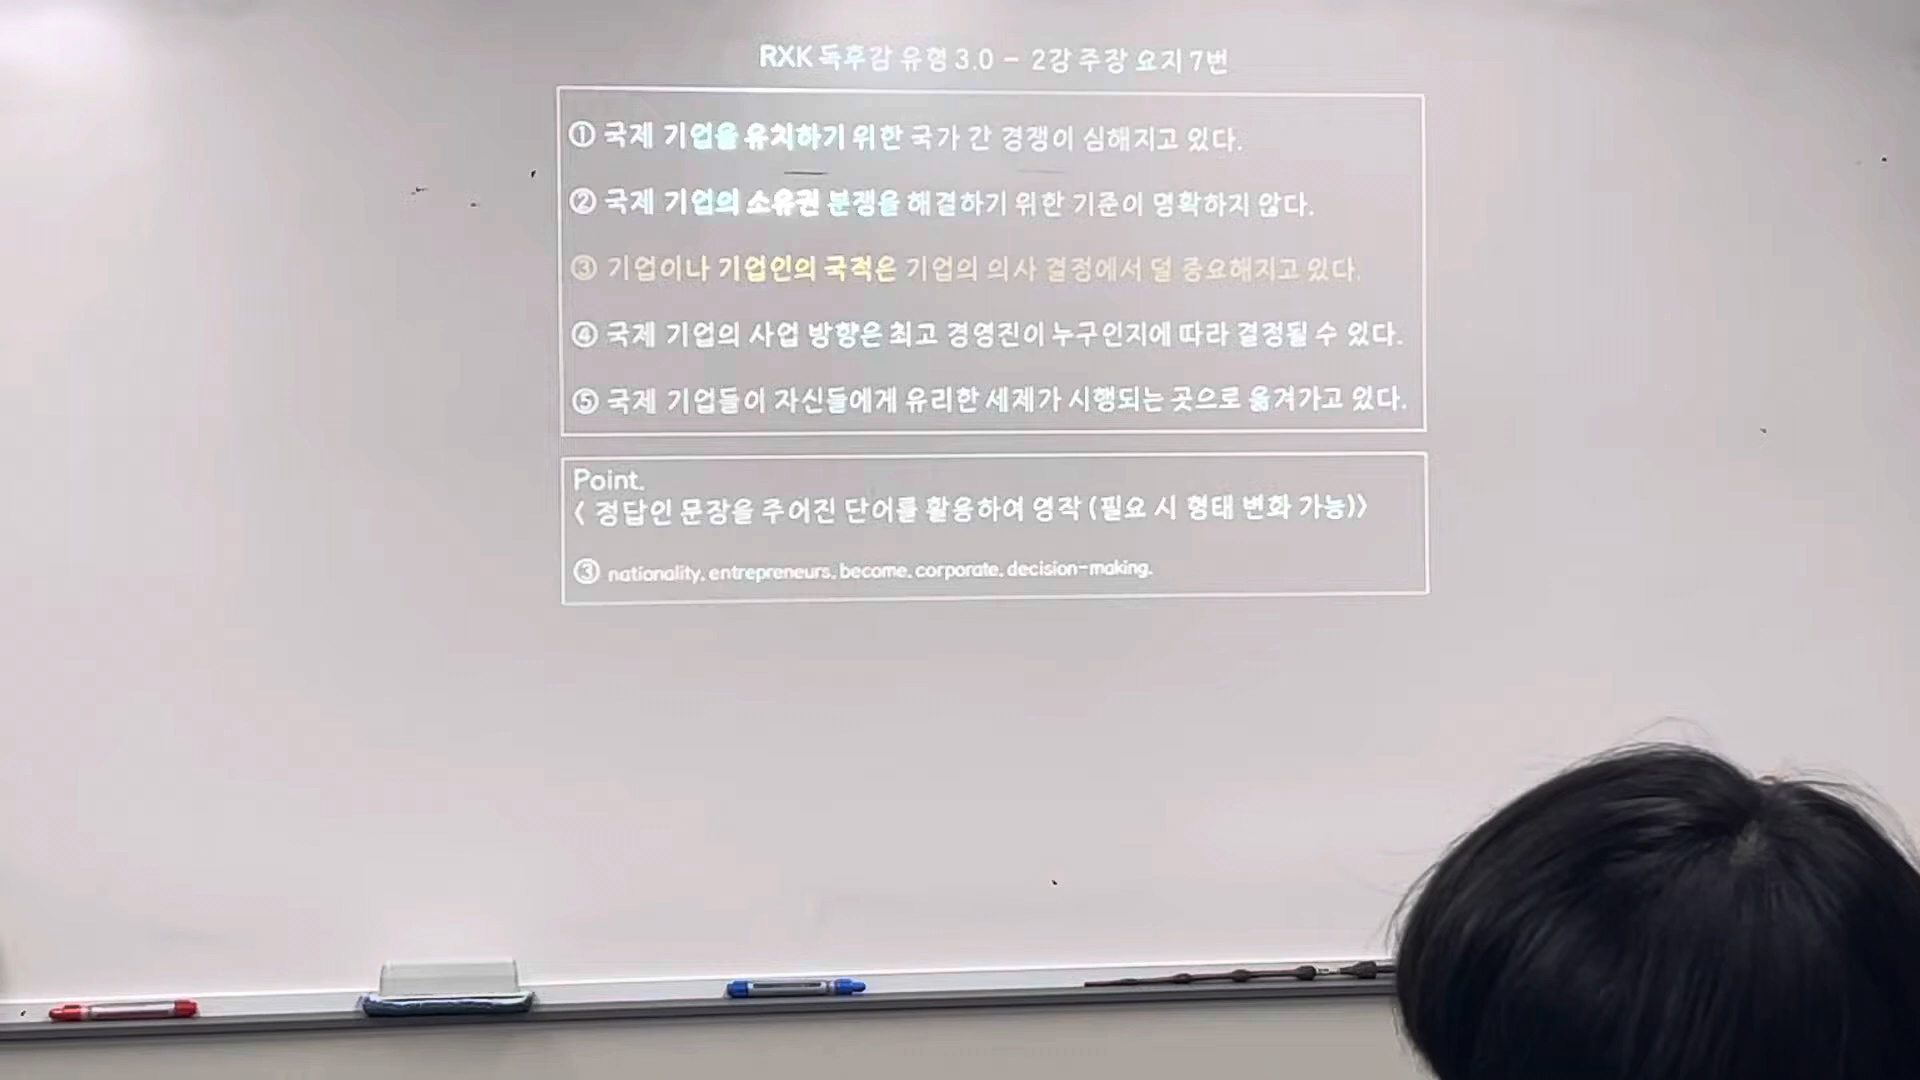 RXK 독후감 유형 3.0 - 2강 주장 요지 7번
① 국제 기업을 유치하기 위한 국가 간 경쟁이 심해지고 있다.
② 국제 기업의 소유권 분쟁을 해결하기 위한 기준이 명확하지 않다.
③ 기업이나 기업인의 국적은 기업의 의사 결정에서 덜 중요해지고 있다.
④ 국제 기업의 사업 방향은 최고 경영진이 누구인지에 따라 결정될 수 있다.
⑤ 국제 기업들이 자신들에게 유리한 세제가 시행되는 곳으로 옮겨가고 있다.
Point.
< 정답인 문장을 주어진 단어를 활용하여 영작 (필요 시 형태 변화 가능)>
③ nationality, entrepreneurs, become, corporate, decision-making.